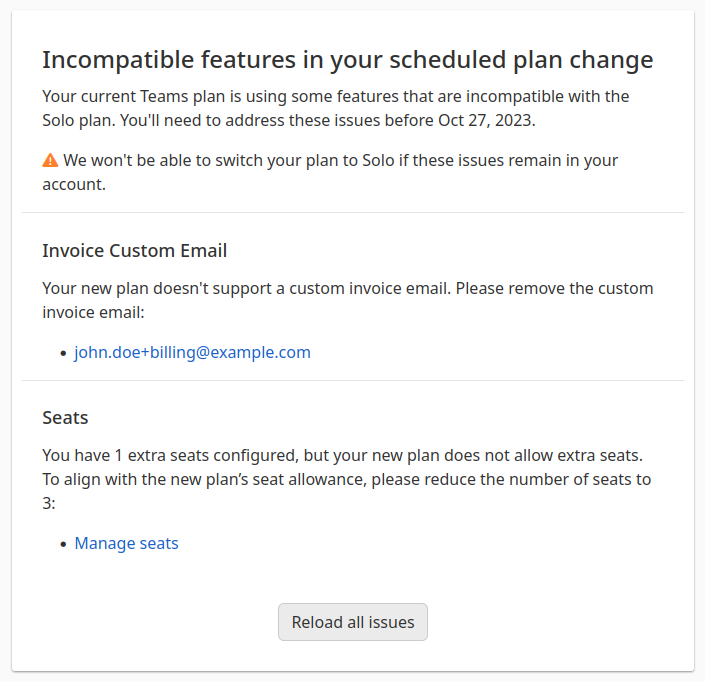 Incompatible features in your scheduled plan change
Your current Teams plan is using some features that are incompatible with the
Solo plan. You'll need to address these issues before Oct 27, 2023.
We won't be able to switch your plan to Solo if these issues remain in your
account.
Invoice Custom Email
Your new plan doesn't support a custom invoice email. Please remove the custom
invoice email:
• john.doe+billing@example.com
Seats
You have 1 extra seats configured, but your new plan does not allow extra seats.
To align with the new plan’s seat allowance, please reduce the number of seats to
3:
• Manage seats
Reload all issues